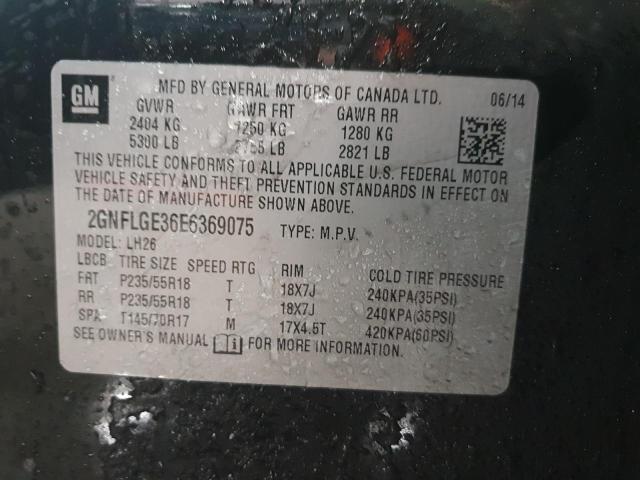 GM
MFD BY GENERAL MOTORS OF CANADA LTD. 06/14
GVWR GAWR FRT GAWR RR
2404 KG 1250 KG 1280 KG
5300 LB 2755 LB 2821 LB
THIS VEHICLE CONFORMS TO ALL APPLICABLE U.S. FEDERAL MOTOR
VEHICLE SAFETY AND THEFT PREVENTION STANDARDS IN EFFECT ON
THE DATE OF MANUFACTURE SHOWN ABOVE.
2GNFLGE36E6369075 TYPE: M.P.V.
MODEL: LH26
LBCB TIRE SIZE SPEED RTG RIM COLD TIRE PRESSURE
FRT P235/55R18 T 18X7J 240KPA(35PSI)
RR P235/55R18 T 18X7J 240KPA(35PSI)
SPA T145/70R17 M 17X4.5T 420KPA(60PSI)
SEE OWNER'S MANUAL FOR MORE INFORMATION.